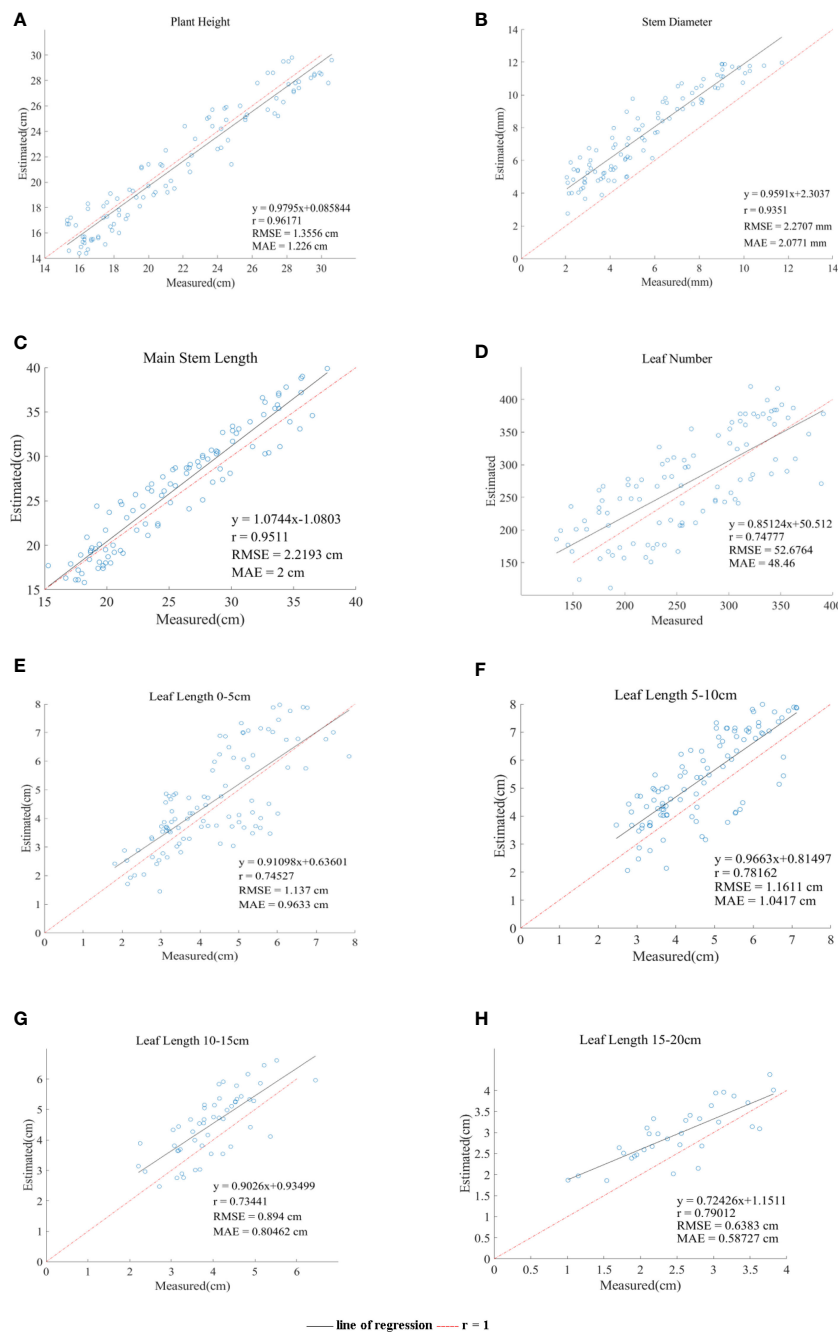 A
Plant Height
30
28
26
24
22
20
18
16
14
Estimated(cm)
y = 0.9795x+0.085844
r = 0.96171
RMSE = 1.3556 cm
MAE = 1.226 cm
14 16 18 20 22 24 26 28 30
Measured(cm)
B
Stem Diameter
14
12
10
8
6
4
2
0
Estimated(mm)
y = 0.9591x+2.3037
r = 0.9351
RMSE = 2.2707 mm
MAE = 2.0771 mm
0 2 4 6 8 10 12 14
Measured(mm)
C
Main Stem Length
40
35
30
25
20
15
Estimated(cm)
y = 1.0744x-1.0803
r = 0.9511
RMSE = 2.2193 cm
MAE = 2 cm
15 20 25 30 35 40
Measured(cm)
D
Leaf Number
400
350
300
250
200
150
Estimated
y = 0.85124x+50.512
r = 0.74777
RMSE = 52.6764
MAE = 48.46
150 200 250 300 350 400
Measured
E
Leaf Length 0-5cm
8
7
6
5
4
3
2
1
0
Estimated(cm)
y = 0.91098x+0.63601
r = 0.74527
RMSE = 1.137 cm
MAE = 0.9633 cm
0 1 2 3 4 5 6 7 8
Measured(cm)
F
Leaf Length 5-10cm
8
7
6
5
4
3
2
1
0
Estimated(cm)
y = 0.9663x+0.81497
r = 0.78162
RMSE = 1.1611 cm
MAE = 1.0417 cm
0 1 2 3 4 5 6 7 8
Measured(cm)
G
Leaf Length 10-15cm
6
5
4
3
2
1
0
Estimated(cm)
y = 0.9026x+0.93499
r = 0.73441
RMSE = 0.894 cm
MAE = 0.80462 cm
0 1 2 3 4 5 6
Measured(cm)
H
Leaf Length 15-20cm
4
3.5
3
2.5
2
1.5
1
0.5
0
Estimated(cm)
y = 0.72426x+1.1511
r = 0.79012
RMSE = 0.6383 cm
MAE = 0.58727 cm
0 0.5 1 1.5 2 2.5 3 3.5 4
Measured(cm)
line of regression r = 1